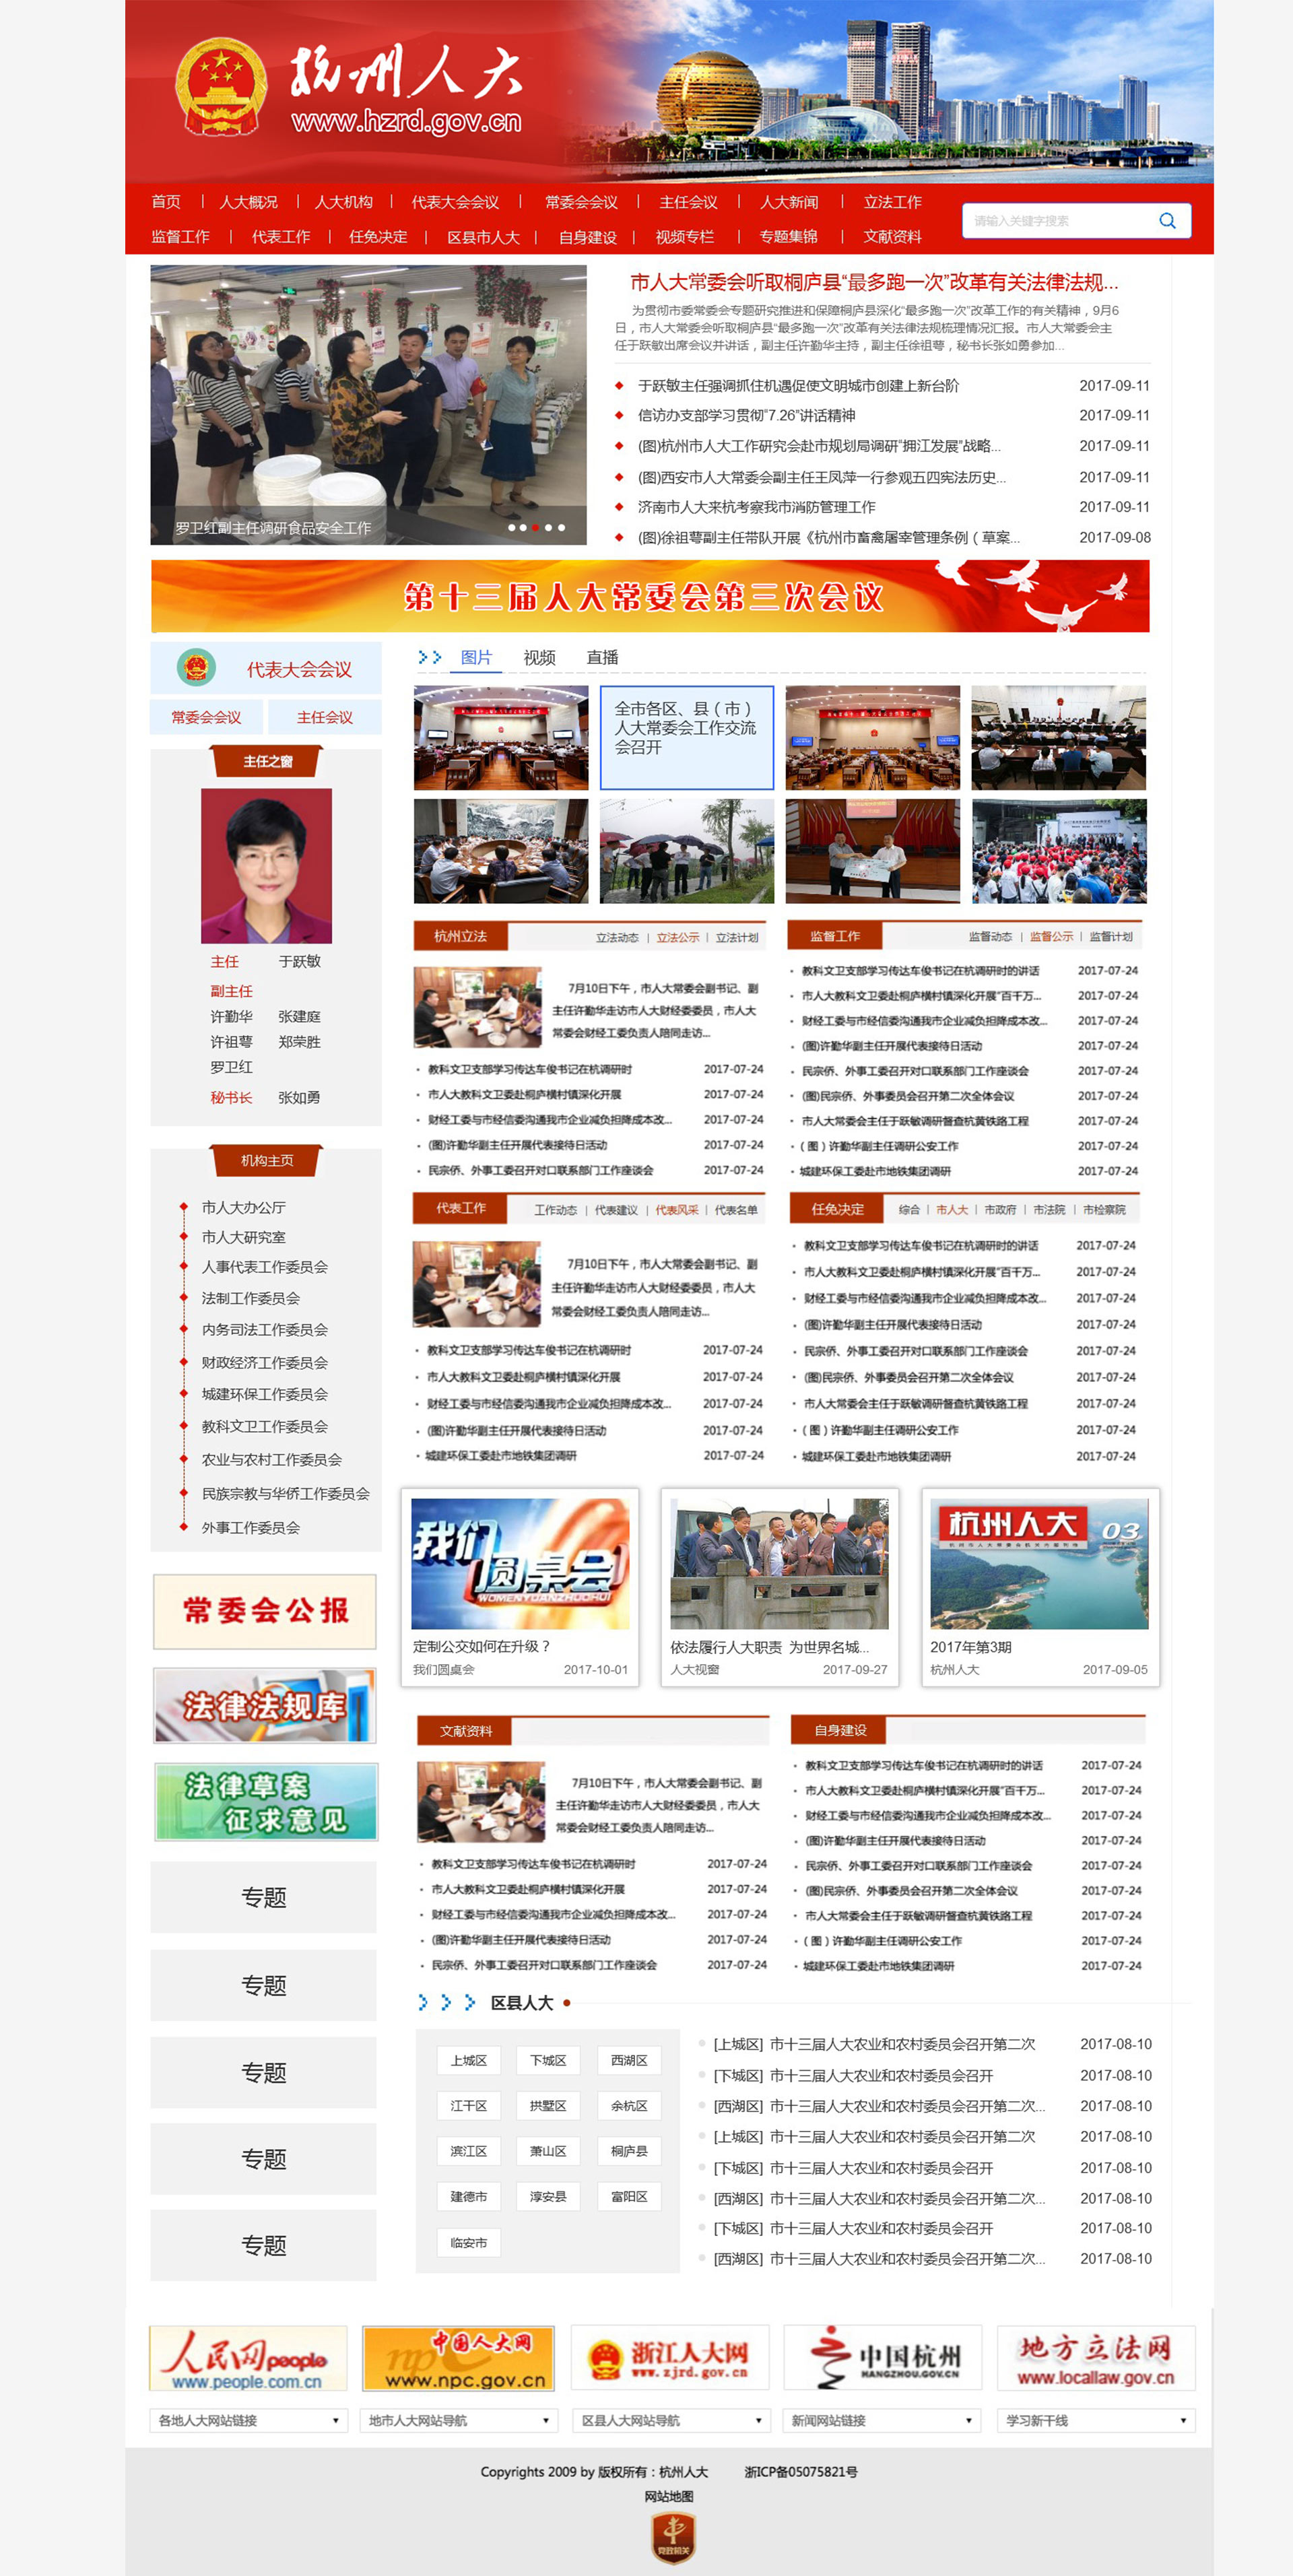 杭州人大
www.hzrd.gov.cn
首页 | 人大概况 | 人大机构 | 代表大会会议 | 常委会会议 | 主任会议 | 人大新闻 | 立法工作
监督工作 | 代表工作 | 任免决定 | 区县市人大 | 自身建设 | 视频专栏 | 专题集锦 | 文献资料
请输入关键字搜索
罗卫红副主任调研食品安全工作
市人大常委会听取桐庐县“最多跑一次”改革有关法律法规...
为贯彻市委常委会专题研究推进和保障桐庐县深化“最多跑一次”改革工作的有关精神，9月6
日，市人大常委会听取桐庐县“最多跑一次”改革有关法律法规梳理情况汇报。市人大常委会主
任于跃敏出席会议并讲话，副主任许勤华主持，副主任徐祖萼，秘书长张如勇参加...
于跃敏主任强调抓住机遇促使文明城市创建上新台阶 2017-09-11
信访办支部学习贯彻“7.26”讲话精神 2017-09-11
(图)杭州市人大工作研究会赴市规划局调研“拥江发展”战略... 2017-09-11
(图)西安市人大常委会副主任王凤萍一行参观五四宪法历史... 2017-09-11
济南市人大来杭考察我市消防管理工作 2017-09-11
(图)徐祖萼副主任带队开展《杭州市畜禽屠宰管理条例（草案... 2017-09-08
第十三届人大常委会第三次会议
代表大会会议
常委会会议 主任会议
主任之窗
主任 于跃敏
副主任
许勤华 张建庭
许祖萼 郑荣胜
罗卫红
秘书长 张如勇
机构主页
市人大办公厅
市人大研究室
人事代表工作委员会
法制工作委员会
内务司法工作委员会
财政经济工作委员会
城建环保工作委员会
教科文卫工作委员会
农业与农村工作委员会
民族宗教与华侨工作委员会
外事工作委员会
常委会公报
法律法规库
法律草案
征求意见
专题
专题
专题
专题
专题
图片 视频 直播
全市各区、县（市）
人大常委会工作交流
会召开
杭州立法 立法动态 | 立法公示 | 立法计划
7月10日下午，市人大常委会副书记、副
主任许勤华走访市人大财经委委员，市人大
常委会财经工委负责人陪同走访...
教科文卫支部学习传达车俊书记在杭调研时 2017-07-24
市人大教科文卫委赴桐庐横村镇深化开展 2017-07-24
财经工委与市经信委沟通我市企业减负担降成本改... 2017-07-24
(图)许勤华副主任开展代表接待日活动 2017-07-24
民宗侨、外事工委召开对口联系部门工作座谈会 2017-07-24
监督工作 监督动态 | 监督公示 | 监督计划
教科文卫支部学习传达车俊书记在杭调研时的讲话 2017-07-24
市人大教科文卫委赴桐庐横村镇深化开展“百千万... 2017-07-24
财经工委与市经信委沟通我市企业减负担降成本改... 2017-07-24
(图)许勤华副主任开展代表接待日活动 2017-07-24
民宗侨、外事工委召开对口联系部门工作座谈会 2017-07-24
(图)民宗侨、外事委员会召开第二次全体会议 2017-07-24
市人大常委会主任于跃敏调研督查杭黄铁路工程 2017-07-24
（图）许勤华副主任调研公安工作 2017-07-24
城建环保工委赴市地铁集团调研 2017-07-24
代表工作 工作动态 | 代表建议 | 代表风采 | 代表名单
7月10日下午，市人大常委会副书记、副
主任许勤华走访市人大财经委委员，市人大
常委会财经工委负责人陪同走访...
教科文卫支部学习传达车俊书记在杭调研时 2017-07-24
市人大教科文卫委赴桐庐横村镇深化开展 2017-07-24
财经工委与市经信委沟通我市企业减负担降成本改... 2017-07-24
(图)许勤华副主任开展代表接待日活动 2017-07-24
城建环保工委赴市地铁集团调研 2017-07-24
任免决定 综合 | 市人大 | 市政府 | 市法院 | 市检察院
教科文卫支部学习传达车俊书记在杭调研时的讲话 2017-07-24
市人大教科文卫委赴桐庐横村镇深化开展“百千万... 2017-07-24
财经工委与市经信委沟通我市企业减负担降成本改... 2017-07-24
(图)许勤华副主任开展代表接待日活动 2017-07-24
民宗侨、外事工委召开对口联系部门工作座谈会 2017-07-24
(图)民宗侨、外事委员会召开第二次全体会议 2017-07-24
市人大常委会主任于跃敏调研督查杭黄铁路工程 2017-07-24
（图）许勤华副主任调研公安工作 2017-07-24
城建环保工委赴市地铁集团调研 2017-07-24
我们
圆桌会
WOMENYUANZHUOHUI
定制公交如何在升级？
我们圆桌会 2017-10-01
依法履行人大职责 为世界名城...
人大视窗 2017-09-27
杭州人大 03
2017年第3期
杭州人大 2017-09-05
文献资料
7月10日下午，市人大常委会副书记、副
主任许勤华走访市人大财经委委员，市人大
常委会财经工委负责人陪同走访...
教科文卫支部学习传达车俊书记在杭调研时 2017-07-24
市人大教科文卫委赴桐庐横村镇深化开展 2017-07-24
财经工委与市经信委沟通我市企业减负担降成本改... 2017-07-24
(图)许勤华副主任开展代表接待日活动 2017-07-24
民宗侨、外事工委召开对口联系部门工作座谈会 2017-07-24
自身建设
教科文卫支部学习传达车俊书记在杭调研时的讲话 2017-07-24
市人大教科文卫委赴桐庐横村镇深化开展“百千万... 2017-07-24
财经工委与市经信委沟通我市企业减负担降成本改... 2017-07-24
(图)许勤华副主任开展代表接待日活动 2017-07-24
民宗侨、外事工委召开对口联系部门工作座谈会 2017-07-24
(图)民宗侨、外事委员会召开第二次全体会议 2017-07-24
市人大常委会主任于跃敏调研督查杭黄铁路工程 2017-07-24
（图）许勤华副主任调研公安工作 2017-07-24
城建环保工委赴市地铁集团调研 2017-07-24
区县人大
上城区 下城区 西湖区
江干区 拱墅区 余杭区
滨江区 萧山区 桐庐县
建德市 淳安县 富阳区
临安市
[上城区] 市十三届人大农业和农村委员会召开第二次 2017-08-10
[下城区] 市十三届人大农业和农村委员会召开 2017-08-10
[西湖区] 市十三届人大农业和农村委员会召开第二次... 2017-08-10
[上城区] 市十三届人大农业和农村委员会召开第二次 2017-08-10
[下城区] 市十三届人大农业和农村委员会召开 2017-08-10
[西湖区] 市十三届人大农业和农村委员会召开第二次... 2017-08-10
[下城区] 市十三届人大农业和农村委员会召开 2017-08-10
[西湖区] 市十三届人大农业和农村委员会召开第二次... 2017-08-10
人民网 people
www.people.com.cn
npc 中国人大网
www.npc.gov.cn
浙江人大网
www.zjrd.gov.cn
中国杭州
HANGZHOU.GOV.CN
地方立法网
www.locallaw.gov.cn
各地人大网站链接 地市人大网站导航 区县人大网站导航 新闻网站链接 学习新干线
Copyrights 2009 by 版权所有：杭州人大 浙ICP备05075821号
网站地图
党政机关